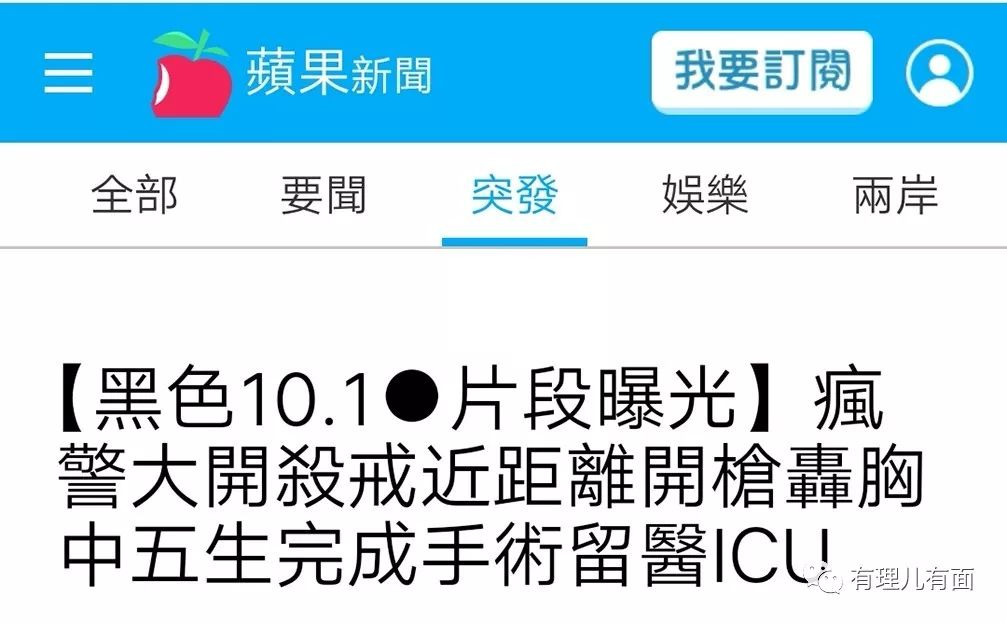 蘋果新聞
我要訂閱
全部 要聞 突發 娛樂 兩岸
【黑色10.1●片段曝光】瘋
警大開殺戒近距離開槍轟胸
中五生完成手術留醫ICU
有理儿有面